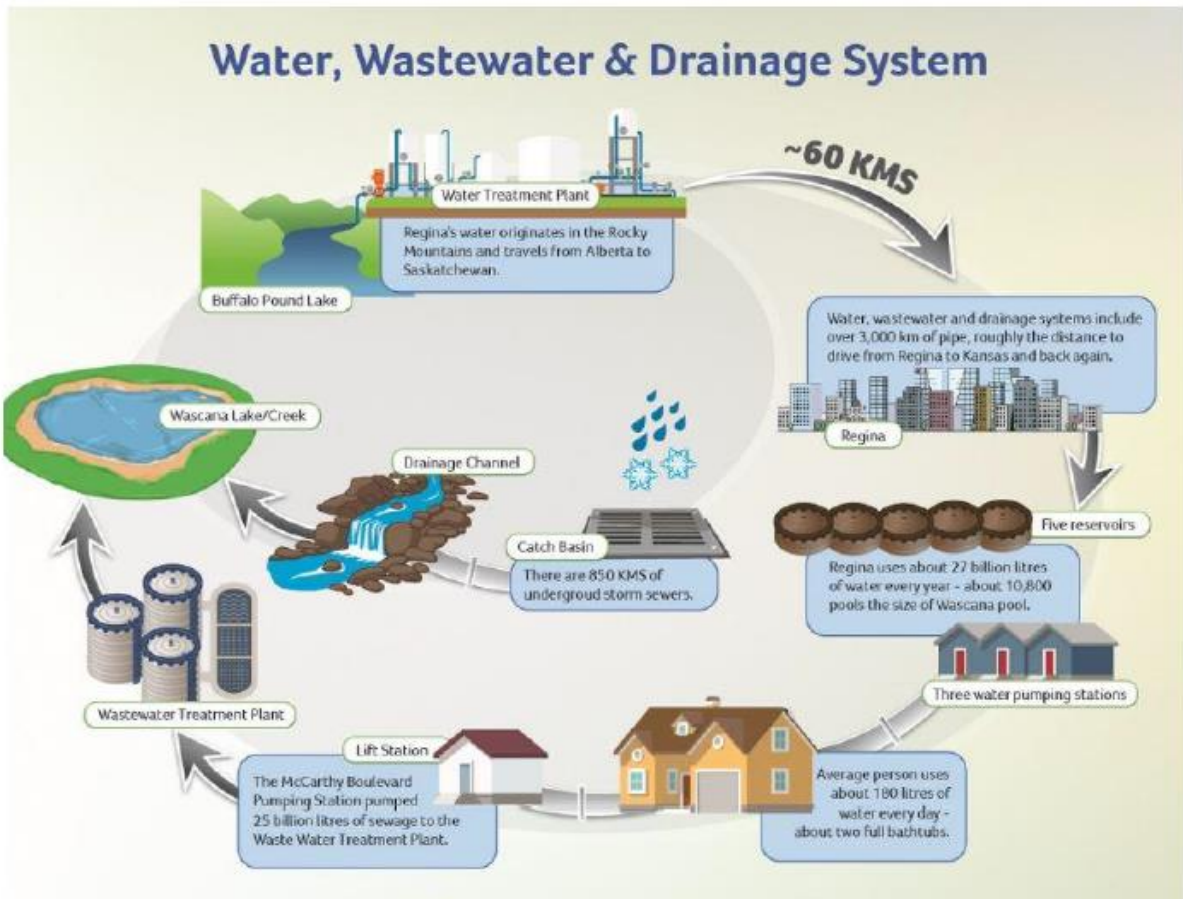 Water, Wastewater & Drainage System
~60 KMS
Water Treatment Plant
Regina's water originates in the Rocky
Mountains and travels from Alberta to
Saskatchewan.
Buffalo Pound Lake
Water, wastewater and drainage systems include
over 3,000 km of pipe, roughly the distance to
drive from Regina to Kansas and back again.
Regina
Wascana Lake/Creek
Drainage Channel
Catch Basin
There are 850 KMS of
undergroud storm sewers.
Five reservoirs
Regina uses about 27 billion litres
of water every year - about 10,800
pools the size of Wascana pool.
Three water pumping stations
Wastewater Treatment Plant
Lift Station
The McCarthy Boulevard
Pumping Station pumped
25 billion litres of sewage to the
Waste Water Treatment Plant.
Average person uses
about 180 litres of
water every day -
about two full bathtubs.